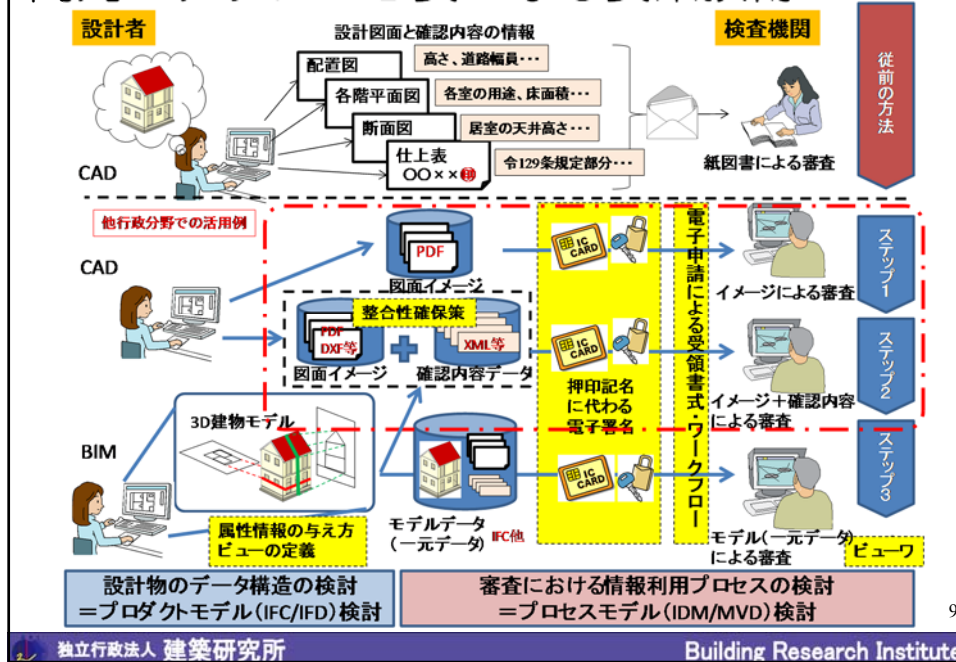 設計者
設計図面と確認内容の情報
検査機関
従前の方法
配置図
高さ、道路幅員・・・
各階平面図
各室の用途、床面積・・・
断面図
居室の天井高さ・・・
仕上表
〇〇××印
令129条規定部分・・・
CAD
紙図書による審査
他行政分野での活用例
CAD
PDF
図面イメージ
IC CARD
イメージによる審査
ステップ1
整合性確保策
PDF
DXF等
XML等
図面イメージ
確認内容データ
IC CARD
押印記名
に代わる
電子署名
電子申請による受領書式・ワークフロー
イメージ+確認内容
による審査
ステップ2
BIM
3D建物モデル
属性情報の与え方
ビューの定義
モデルデータ
(一元データ)
IFC他
IC CARD
モデル(一元データ)
による審査
ビューワ
ステップ3
設計物のデータ構造の検討
=プロダクトモデル(IFC/IFD)検討
審査における情報利用プロセスの検討
=プロセスモデル(IDM/MVD)検討
9
独立行政法人 建築研究所
Building Research Institute